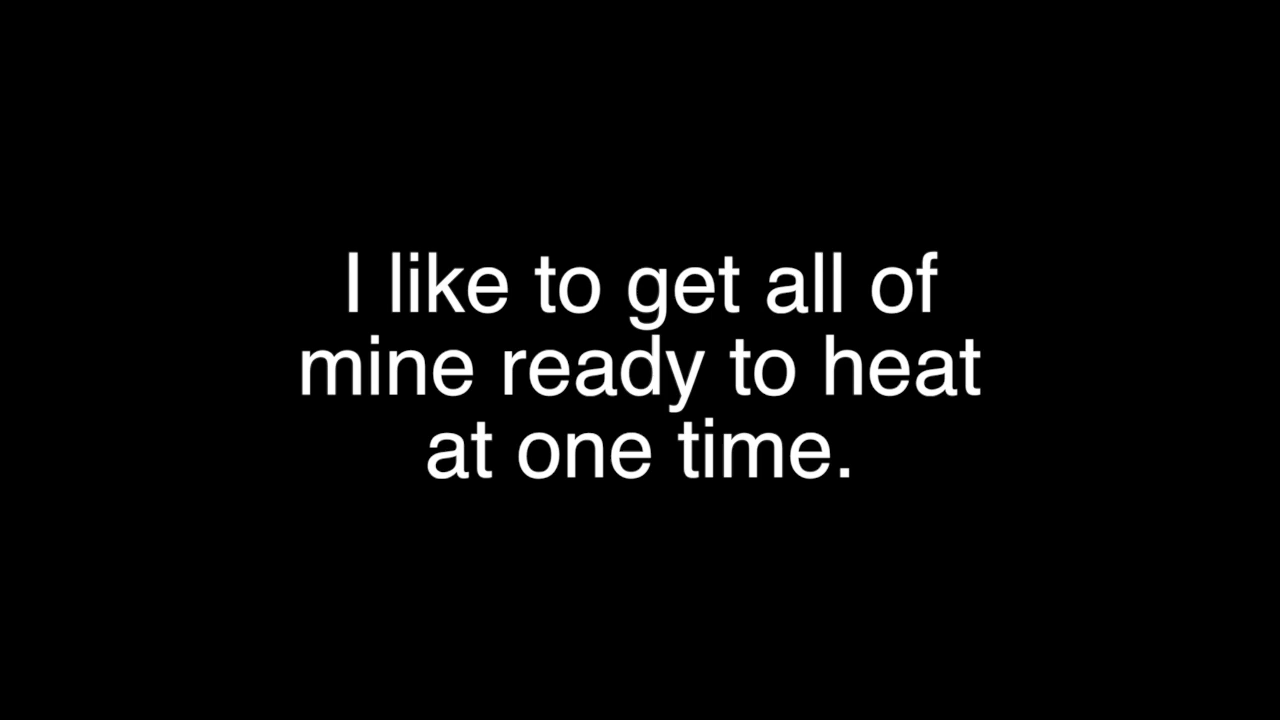 I like to get all of
mine ready to heat
at one time.